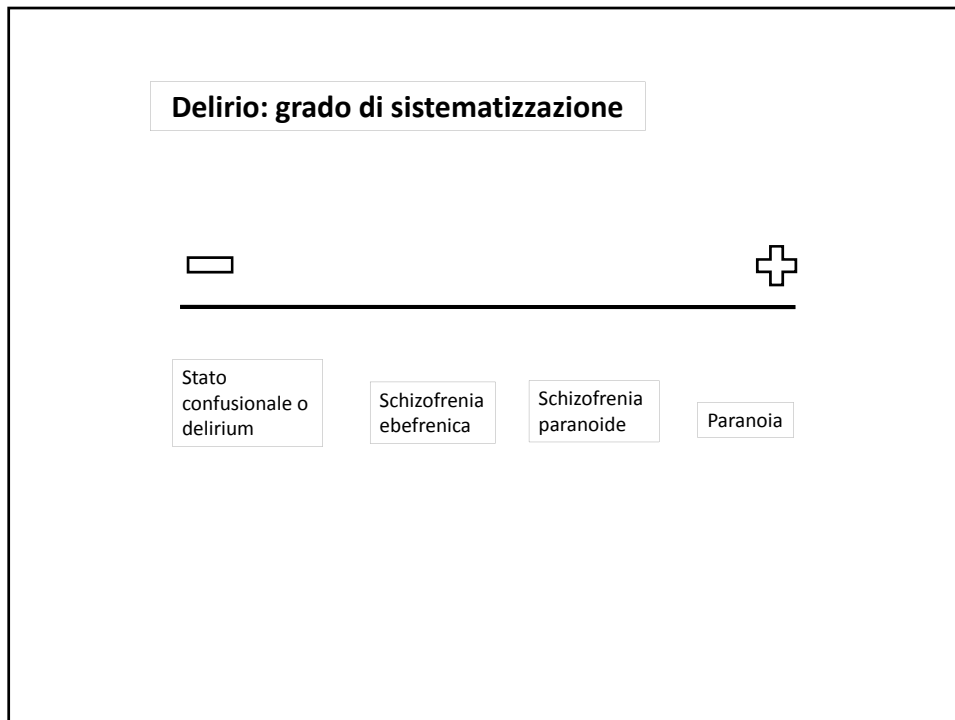 Delirio: grado di sistematizzazione
Stato
confusionale o
delirium
Schizofrenia
ebefrenica
Schizofrenia
paranoide
Paranoia